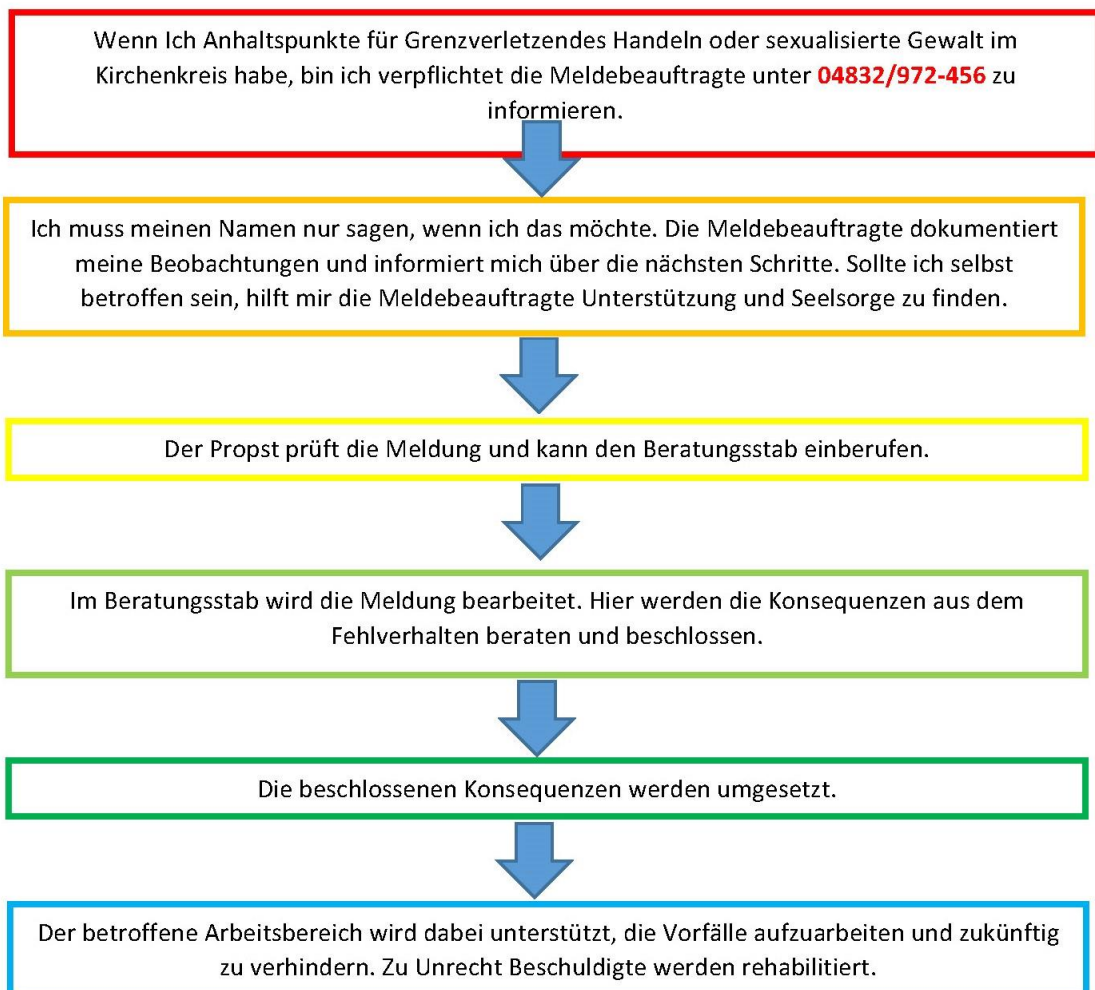 Wenn Ich Anhaltspunkte für Grenzverletzendes Handeln oder sexualisierte Gewalt im
Kirchenkreis habe, bin ich verpflichtet die Meldebeauftragte unter 04832/972-456 zu
informieren.
Ich muss meinen Namen nur sagen, wenn ich das möchte. Die Meldebeauftragte dokumentiert
meine Beobachtungen und informiert mich über die nächsten Schritte. Sollte ich selbst
betroffen sein, hilft mir die Meldebeauftragte Unterstützung und Seelsorge zu finden.
Der Propst prüft die Meldung und kann den Beratungsstab einberufen.
Im Beratungsstab wird die Meldung bearbeitet. Hier werden die Konsequenzen aus dem
Fehlverhalten beraten und beschlossen.
Die beschlossenen Konsequenzen werden umgesetzt.
Der betroffene Arbeitsbereich wird dabei unterstützt, die Vorfälle aufzuarbeiten und zukünftig
zu verhindern. Zu Unrecht Beschuldigte werden rehabilitiert.